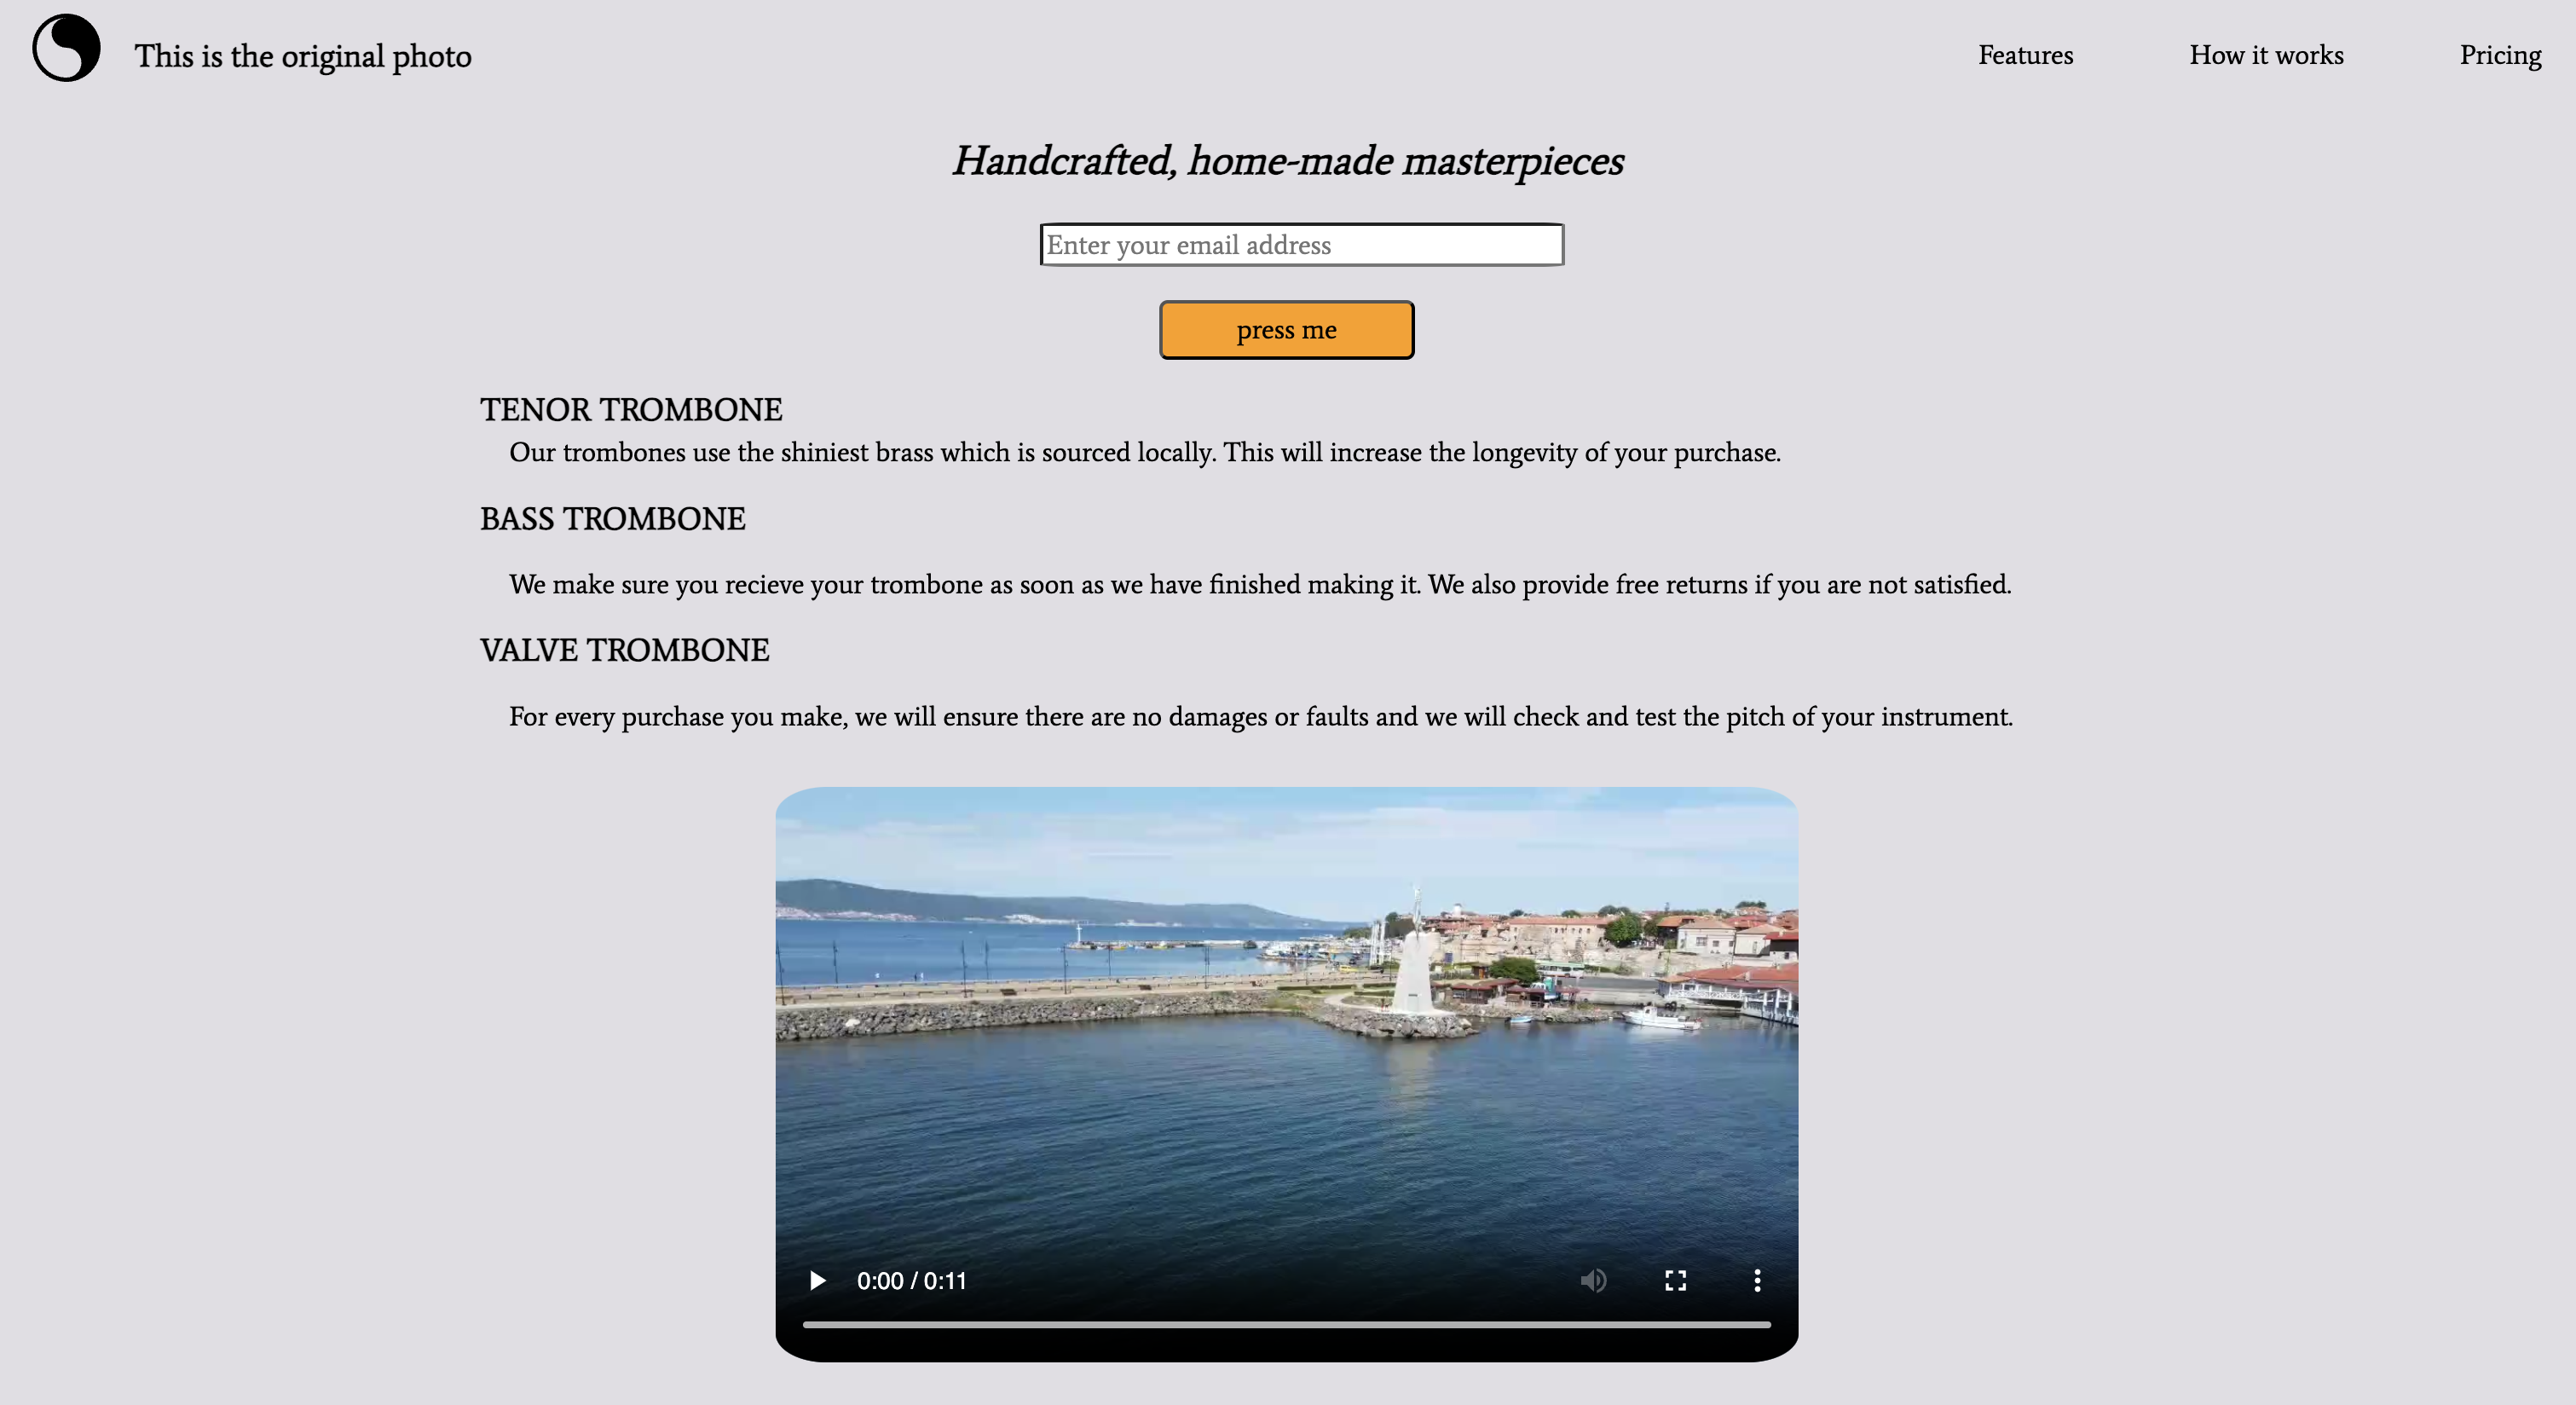 This is the original photo
Features
How it works
Pricing
Handcrafted, home-made masterpieces
Enter your email address
press me
TENOR TROMBONE
Our trombones use the shiniest brass which is sourced locally. This will increase the longevity of your purchase.
BASS TROMBONE
We make sure you recieve your trombone as soon as we have finished making it. We also provide free returns if you are not satisfied.
VALVE TROMBONE
For every purchase you make, we will ensure there are no damages or faults and we will check and test the pitch of your instrument.
0:00 / 0:11